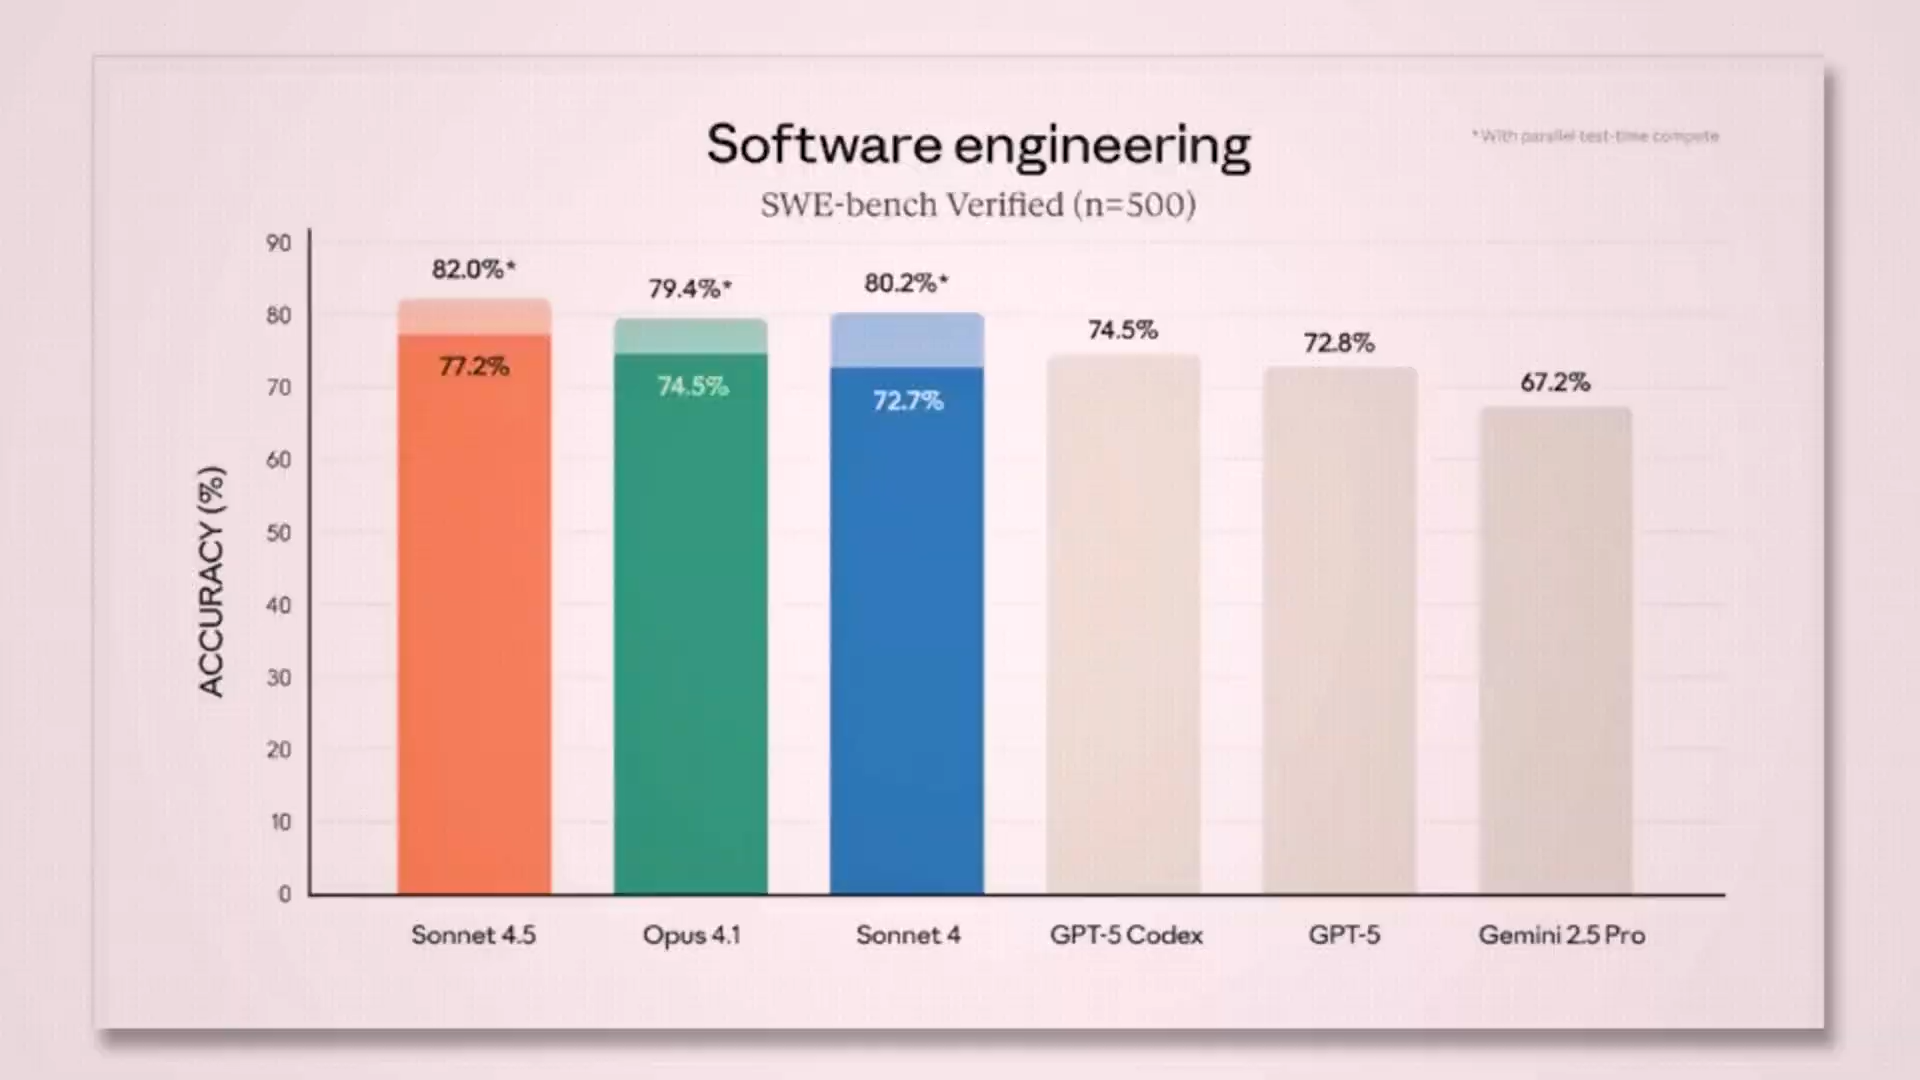 Software engineering
* With parallel test-time compute
SWE-bench Verified (n=500)
ACCURACY (%)
90
80
70
60
50
40
30
20
10
0
82.0%*
77.2%
79.4%*
74.5%
80.2%*
72.7%
74.5%
72.8%
67.2%
Sonnet 4.5
Opus 4.1
Sonnet 4
GPT-5 Codex
GPT-5
Gemini 2.5 Pro